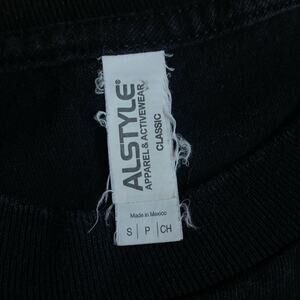 ALSTYLE®
APPAREL & ACTIVEWEAR
CLASSIC
Made in Mexico
S | P | CH